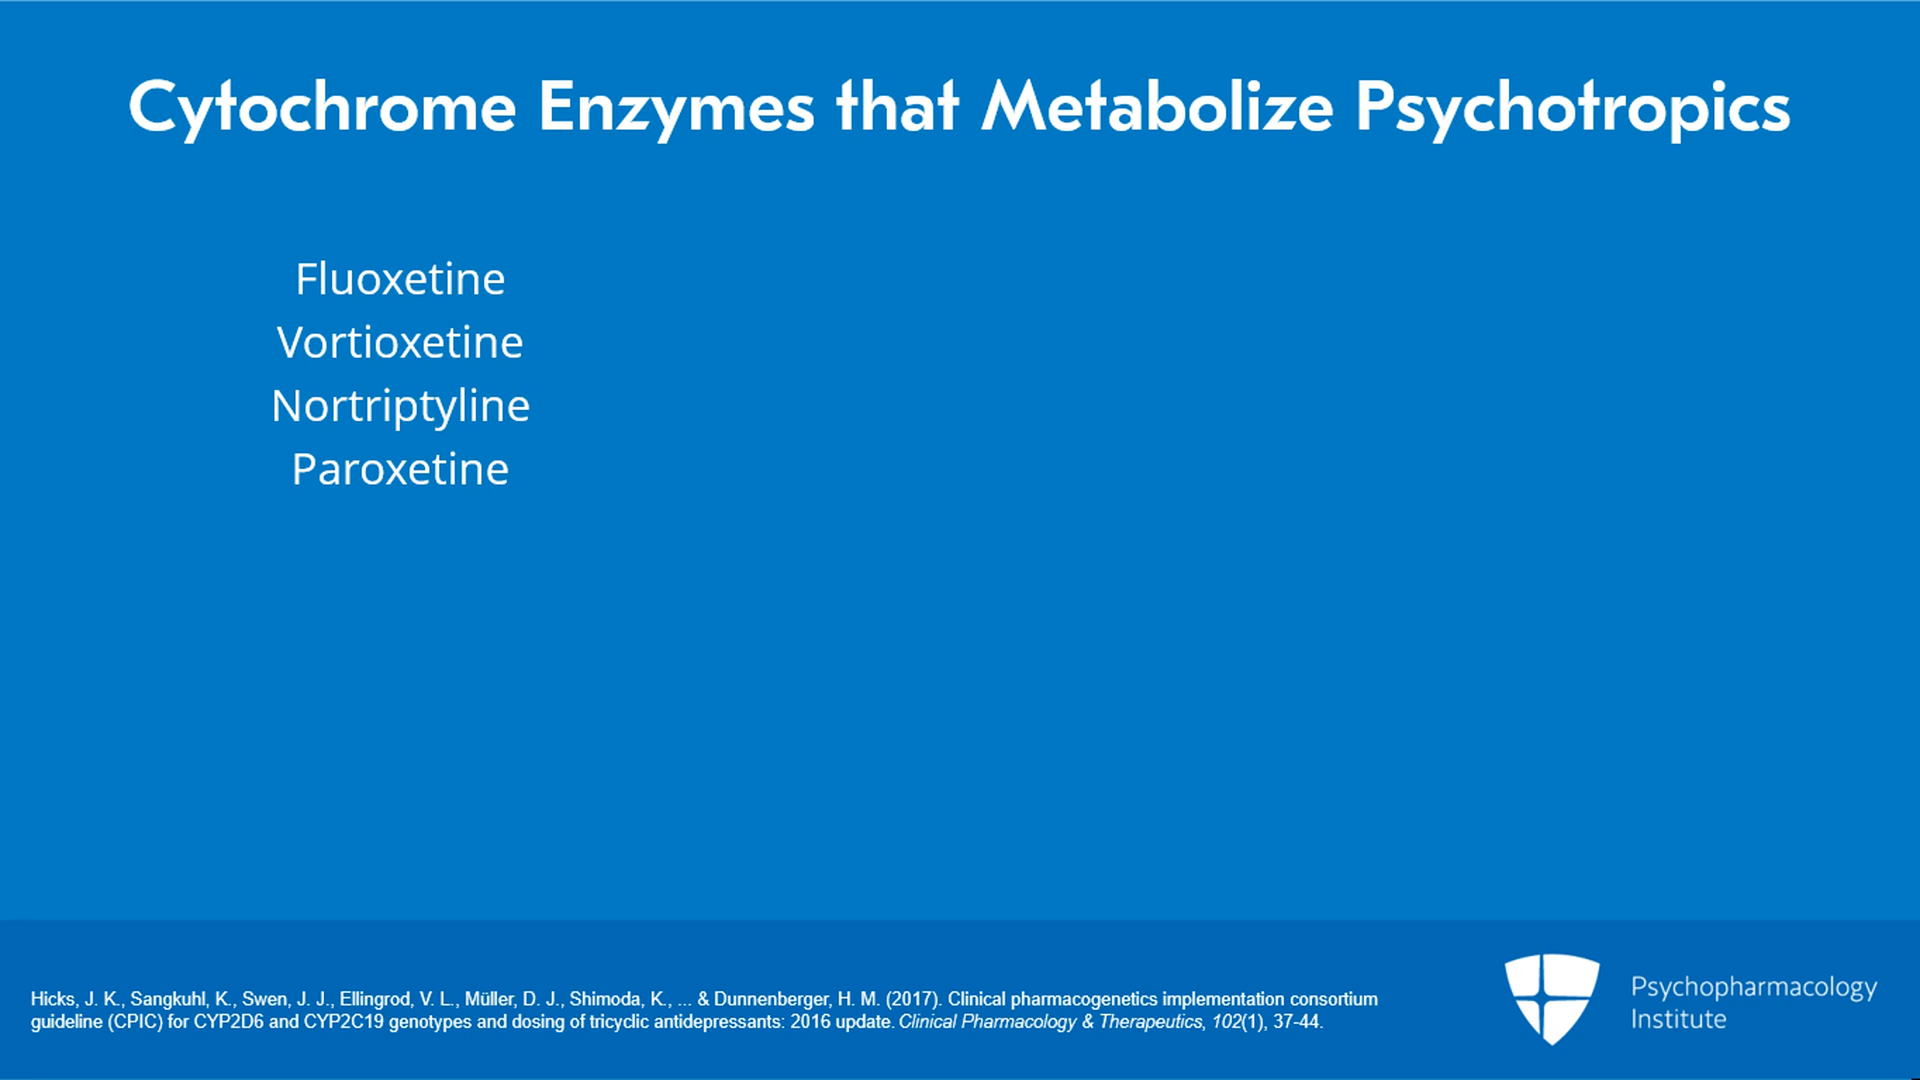 Cytochrome Enzymes that Metabolize Psychotropics
Fluoxetine
Vortioxetine
Nortriptyline
Paroxetine
Hicks, J. K., Sangkuhl, K., Swen, J. J., Ellingrod, V. L., Müller, D. J., Shimoda, K., ... & Dunnenberger, H. M. (2017). Clinical pharmacogenetics implementation consortium
guideline (CPIC) for CYP2D6 and CYP2C19 genotypes and dosing of tricyclic antidepressants: 2016 update. Clinical Pharmacology & Therapeutics, 102(1), 37-44.
Psychopharmacology
Institute